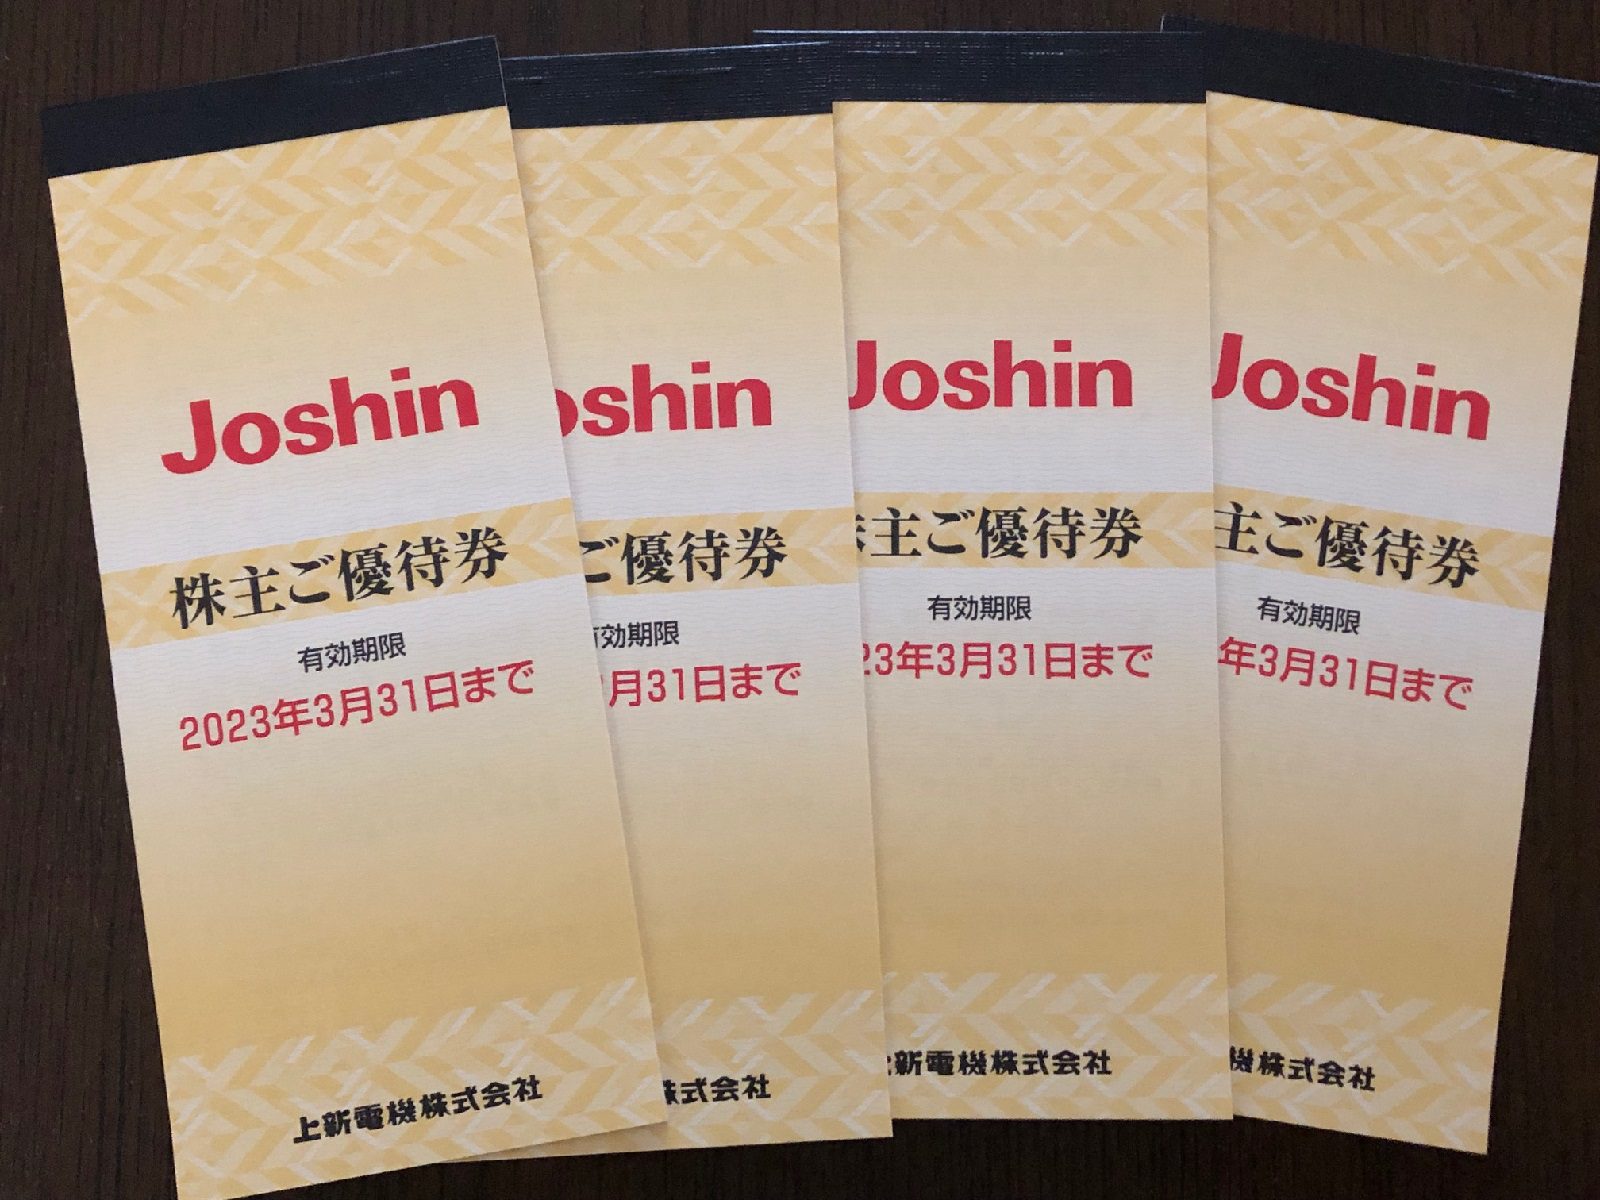 Joshin
株主ご優待券
有効期限
2023年3月31日まで
上新電機株式会社
oshin
ご優待券
有効期限
月31日まで
株式会社
Joshin
株主ご優待券
有効期限
23年3月31日まで
新電機株式会社
Joshin
主ご優待券
有効期限
年3月31日まで
機株式会社